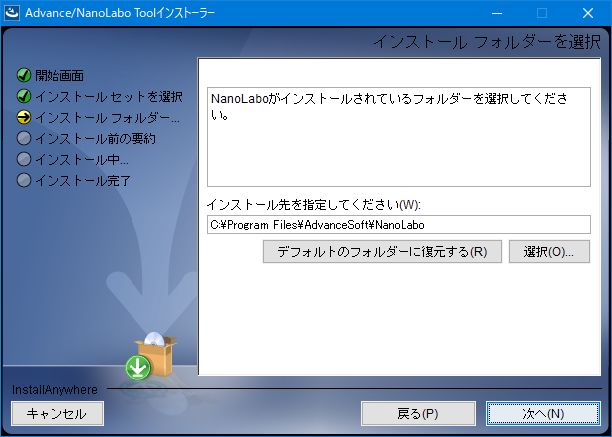 Advance/NanoLabo Toolインストーラー
インストール フォルダーを選択
開始画面
インストール セットを選択
インストール フォルダー...
インストール前の要約
インストール中...
インストール完了
NanoLaboがインストールされているフォルダーを選択してくださ
い。
インストール先を指定してください(W):
C:¥Program Files¥AdvanceSoft¥NanoLabo
デフォルトのフォルダーに復元する(R)
選択(O)...
InstallAnywhere
キャンセル
戻る(P)
次へ(N)